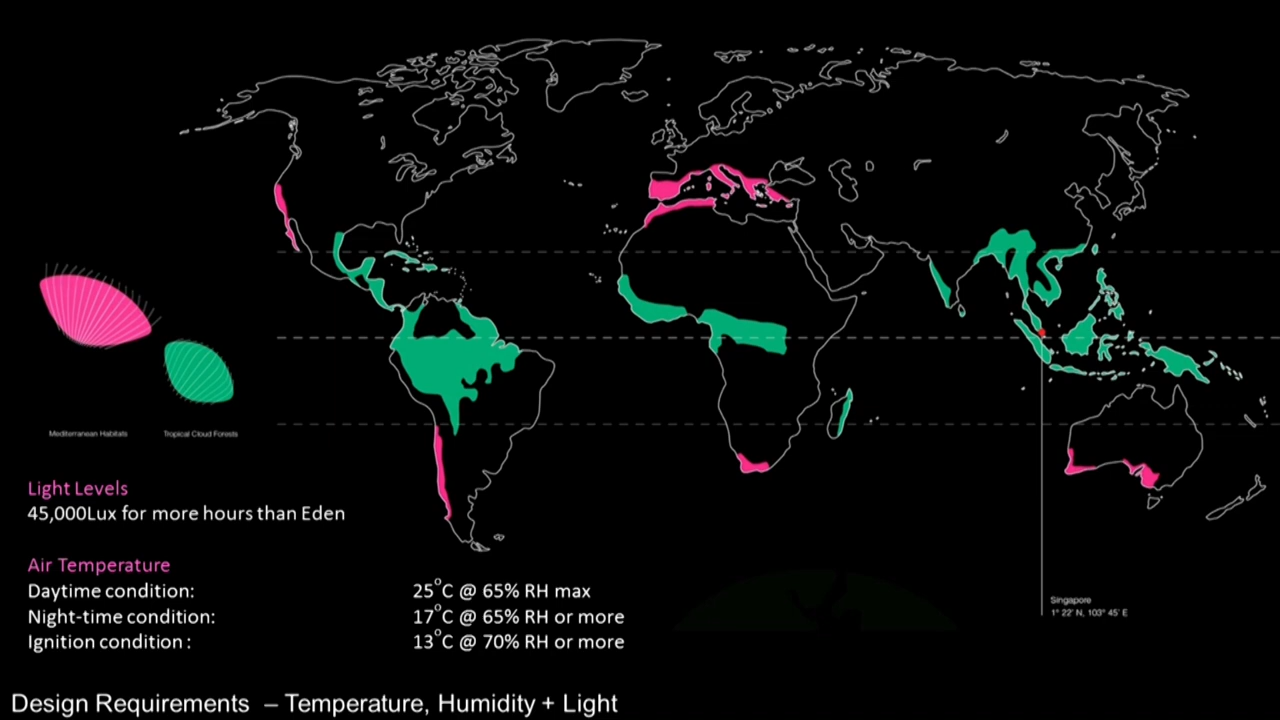 Mediterranean Habitats
Tropical Cloud Forests
Light Levels
45,000Lux for more hours than Eden
Air Temperature
Daytime condition: 25°C @ 65% RH max
Night-time condition: 17°C @ 65% RH or more
Ignition condition : 13°C @ 70% RH or more
Singapore
1° 22' N, 103° 45' E
Design Requirements – Temperature, Humidity + Light